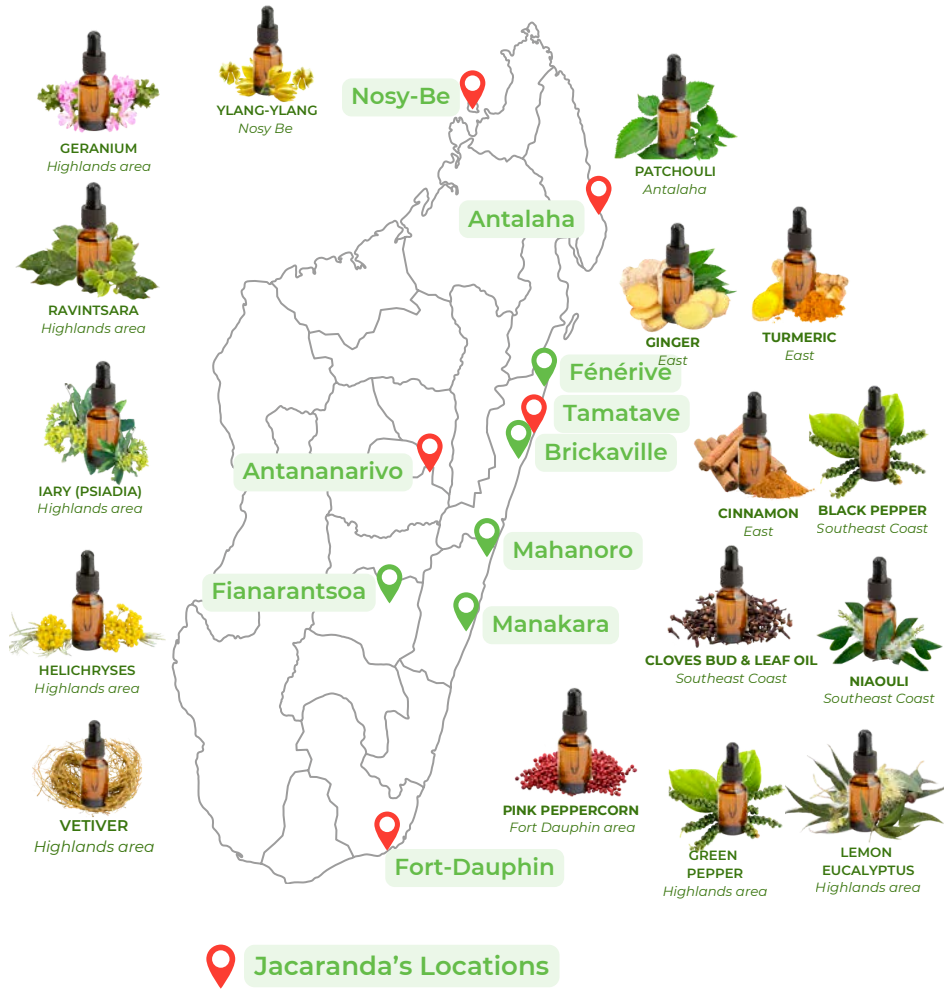 GERANIUM
Highlands area
YLANG-YLANG
Nosy Be
Nosy-Be
PATCHOULI
Antalaha
Antalaha
RAVINTSARA
Highlands area
GINGER
East
TURMERIC
East
Fénérive
Tamatave
Brickaville
Antananarivo
IARY (PSIADIA)
Highlands area
CINNAMON
East
BLACK PEPPER
Southeast Coast
Mahanoro
Fianarantsoa
Manakara
HELICHRYSES
Highlands area
CLOVES BUD & LEAF OIL
Southeast Coast
NIAOULI
Southeast Coast
VETIVER
Highlands area
PINK PEPPERCORN
Fort Dauphin area
GREEN
PEPPER
Highlands area
LEMON
EUCALYPTUS
Highlands area
Fort-Dauphin
Jacaranda's Locations